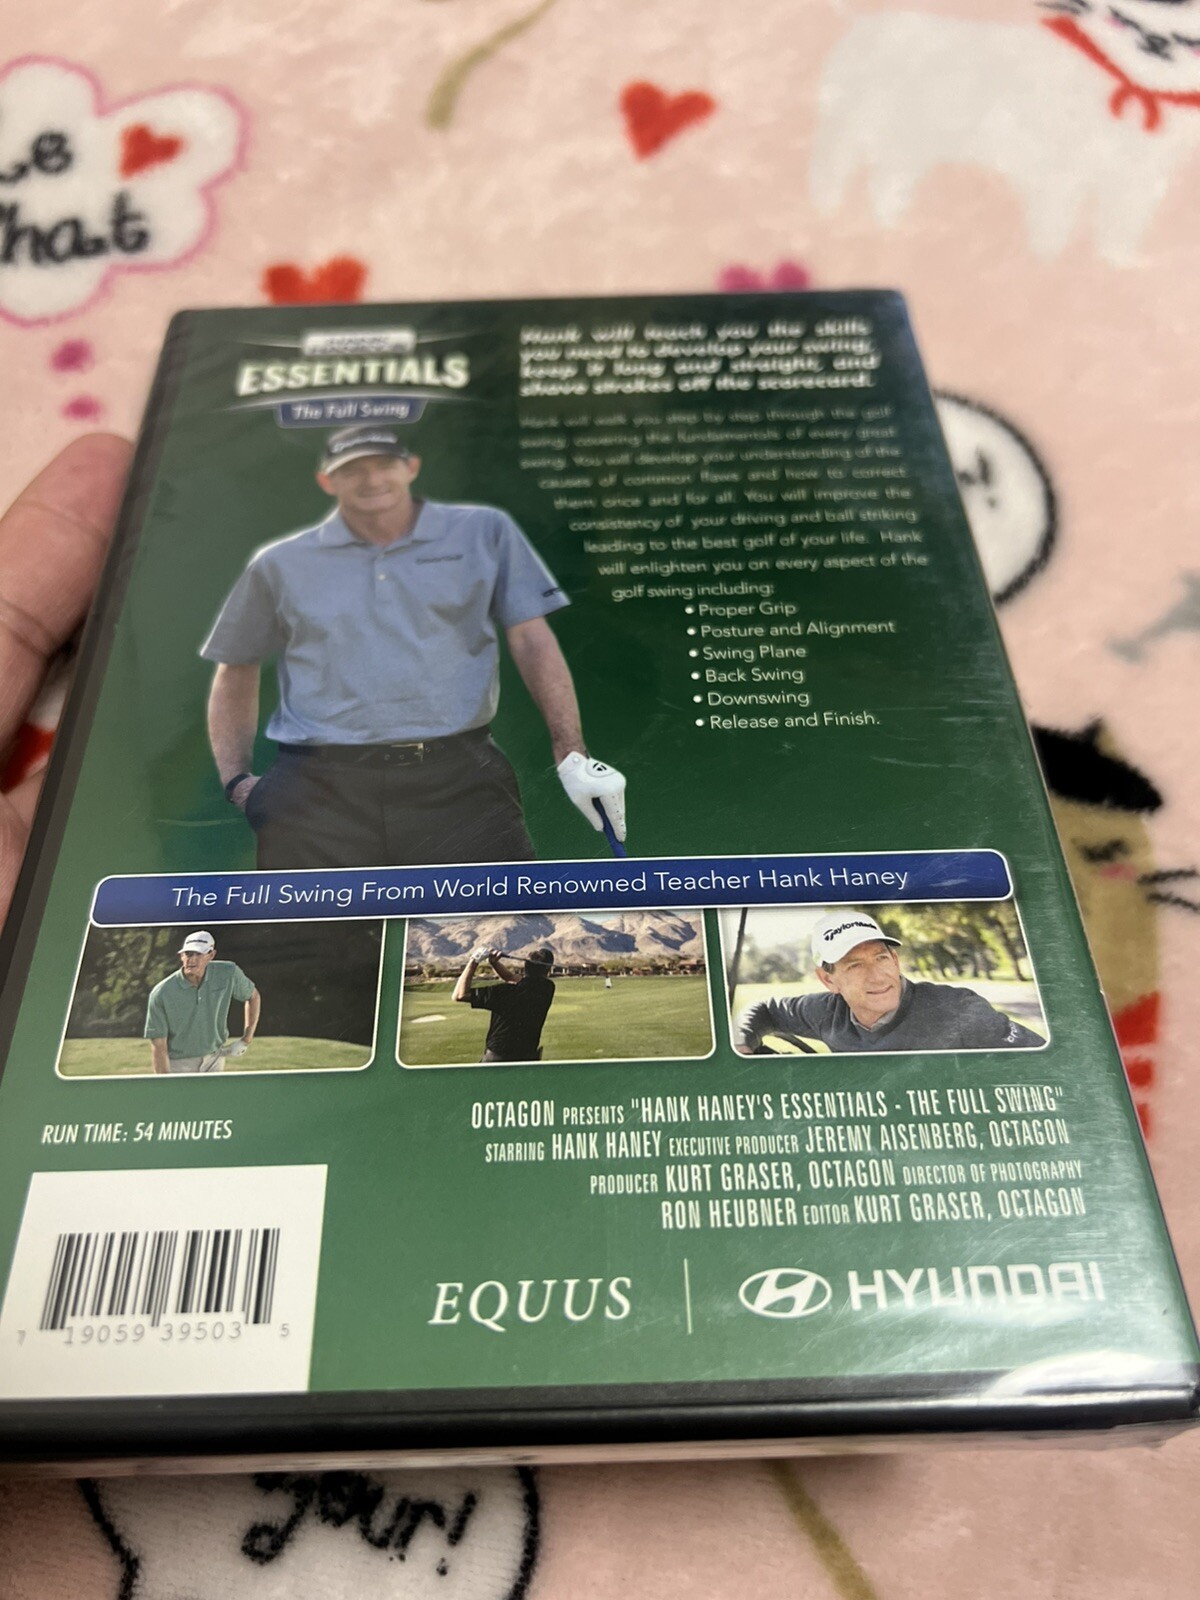 hat
ESSENTIALS
The Full Swing
Hank will teach you the skills
you need to develop your swing,
keep it long and straight, and
shave strokes off the scorecard.
Hank will walk you step by step through the golf
swing, covering the fundamentals of every great
swing. You will develop your understanding of the
causes of common flaws and how to correct
them once and for all. You will improve the
consistency of your driving and ball striking
leading to the best golf of your life. Hank
will enlighten you on every aspect of the
golf swing including:
• Proper Grip
• Posture and Alignment
• Swing Plane
• Back Swing
• Downswing
• Release and Finish.
The Full Swing From World Renowned Teacher Hank Haney
TaylorMade
RUN TIME: 54 MINUTES
OCTAGON PRESENTS "HANK HANEY'S ESSENTIALS - THE FULL SWING"
STARRING HANK HANEY EXECUTIVE PRODUCER JEREMY AISENBERG, OCTAGON
PRODUCER KURT GRASER, OCTAGON DIRECTOR OF PHOTOGRAPHY
RON HEUBNER EDITOR KURT GRASER, OCTAGON
EQUUS | HYUNDAI
7 19059 39503 5
your!